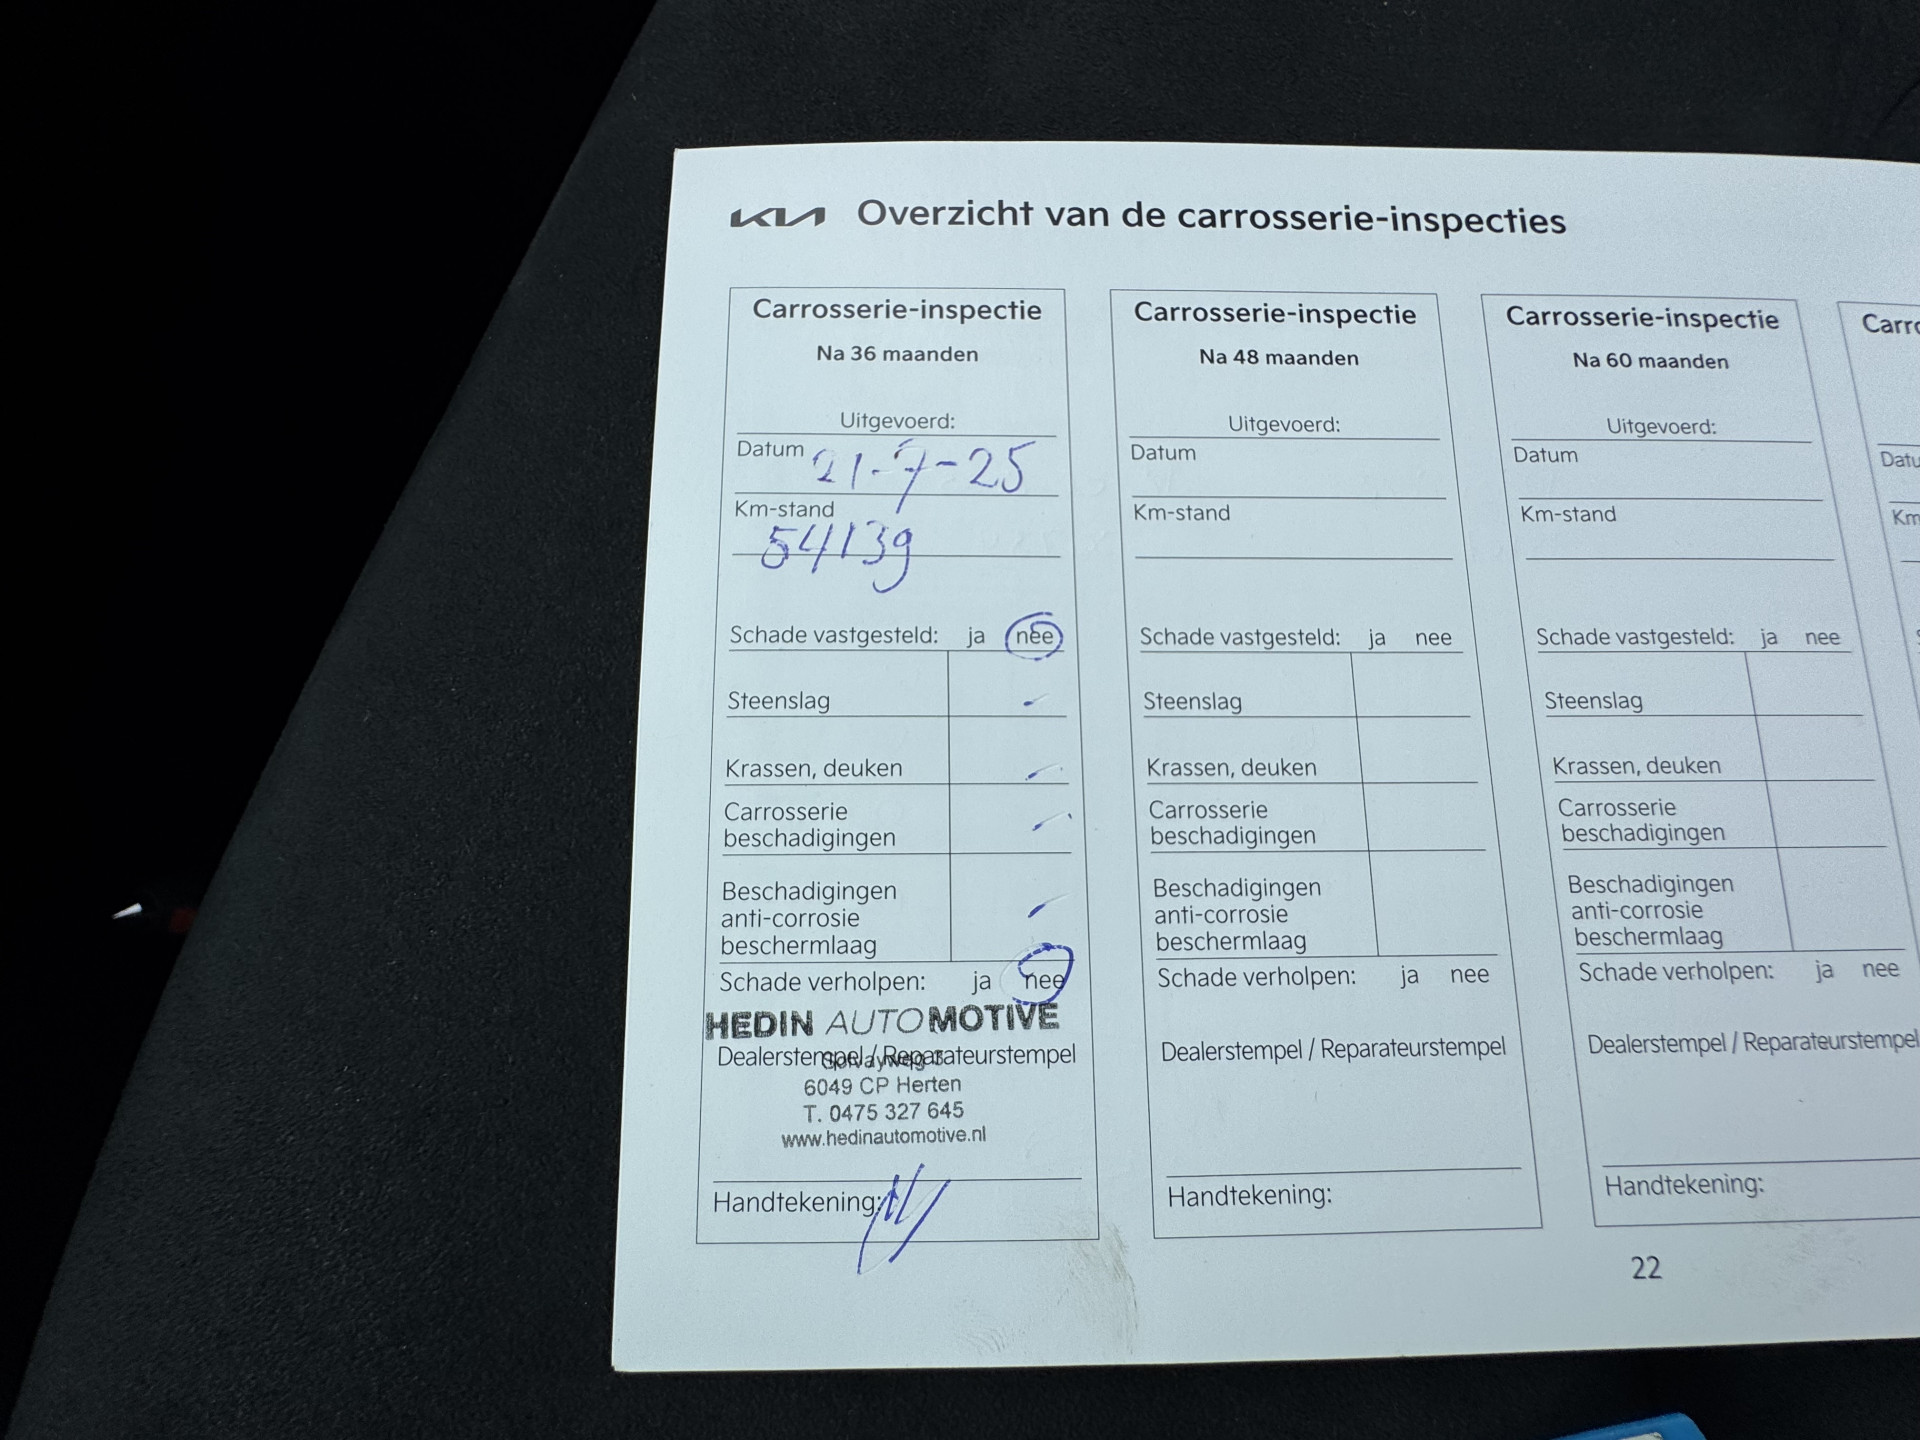 KIA Overzicht van de carrosserie-inspecties
Carrosserie-inspectie
Na 36 maanden
Uitgevoerd:
Datum 21-7-25
Km-stand
54139
Schade vastgesteld: ja nee
Steenslag
Krassen, deuken
Carrosserie
beschadigingen
Beschadigingen
anti-corrosie
beschermlaag
Schade verholpen: ja nee
HEDIN AUTOMOTIVE
Dealerstempel / Reparateurstempel
6049 CP Herten
T. 0475 327 645
www.hedinautomotive.nl
Handtekening:
Carrosserie-inspectie
Na 48 maanden
Uitgevoerd:
Datum
Km-stand
Schade vastgesteld: ja nee
Steenslag
Krassen, deuken
Carrosserie
beschadigingen
Beschadigingen
anti-corrosie
beschermlaag
Schade verholpen: ja nee
Dealerstempel / Reparateurstempel
Handtekening:
Carrosserie-inspectie
Na 60 maanden
Uitgevoerd:
Datum
Km-stand
Schade vastgesteld: ja nee
Steenslag
Krassen, deuken
Carrosserie
beschadigingen
Beschadigingen
anti-corrosie
beschermlaag
Schade verholpen: ja nee
Dealerstempel / Reparateurstempel
Handtekening:
Carro
Datu
Km
22